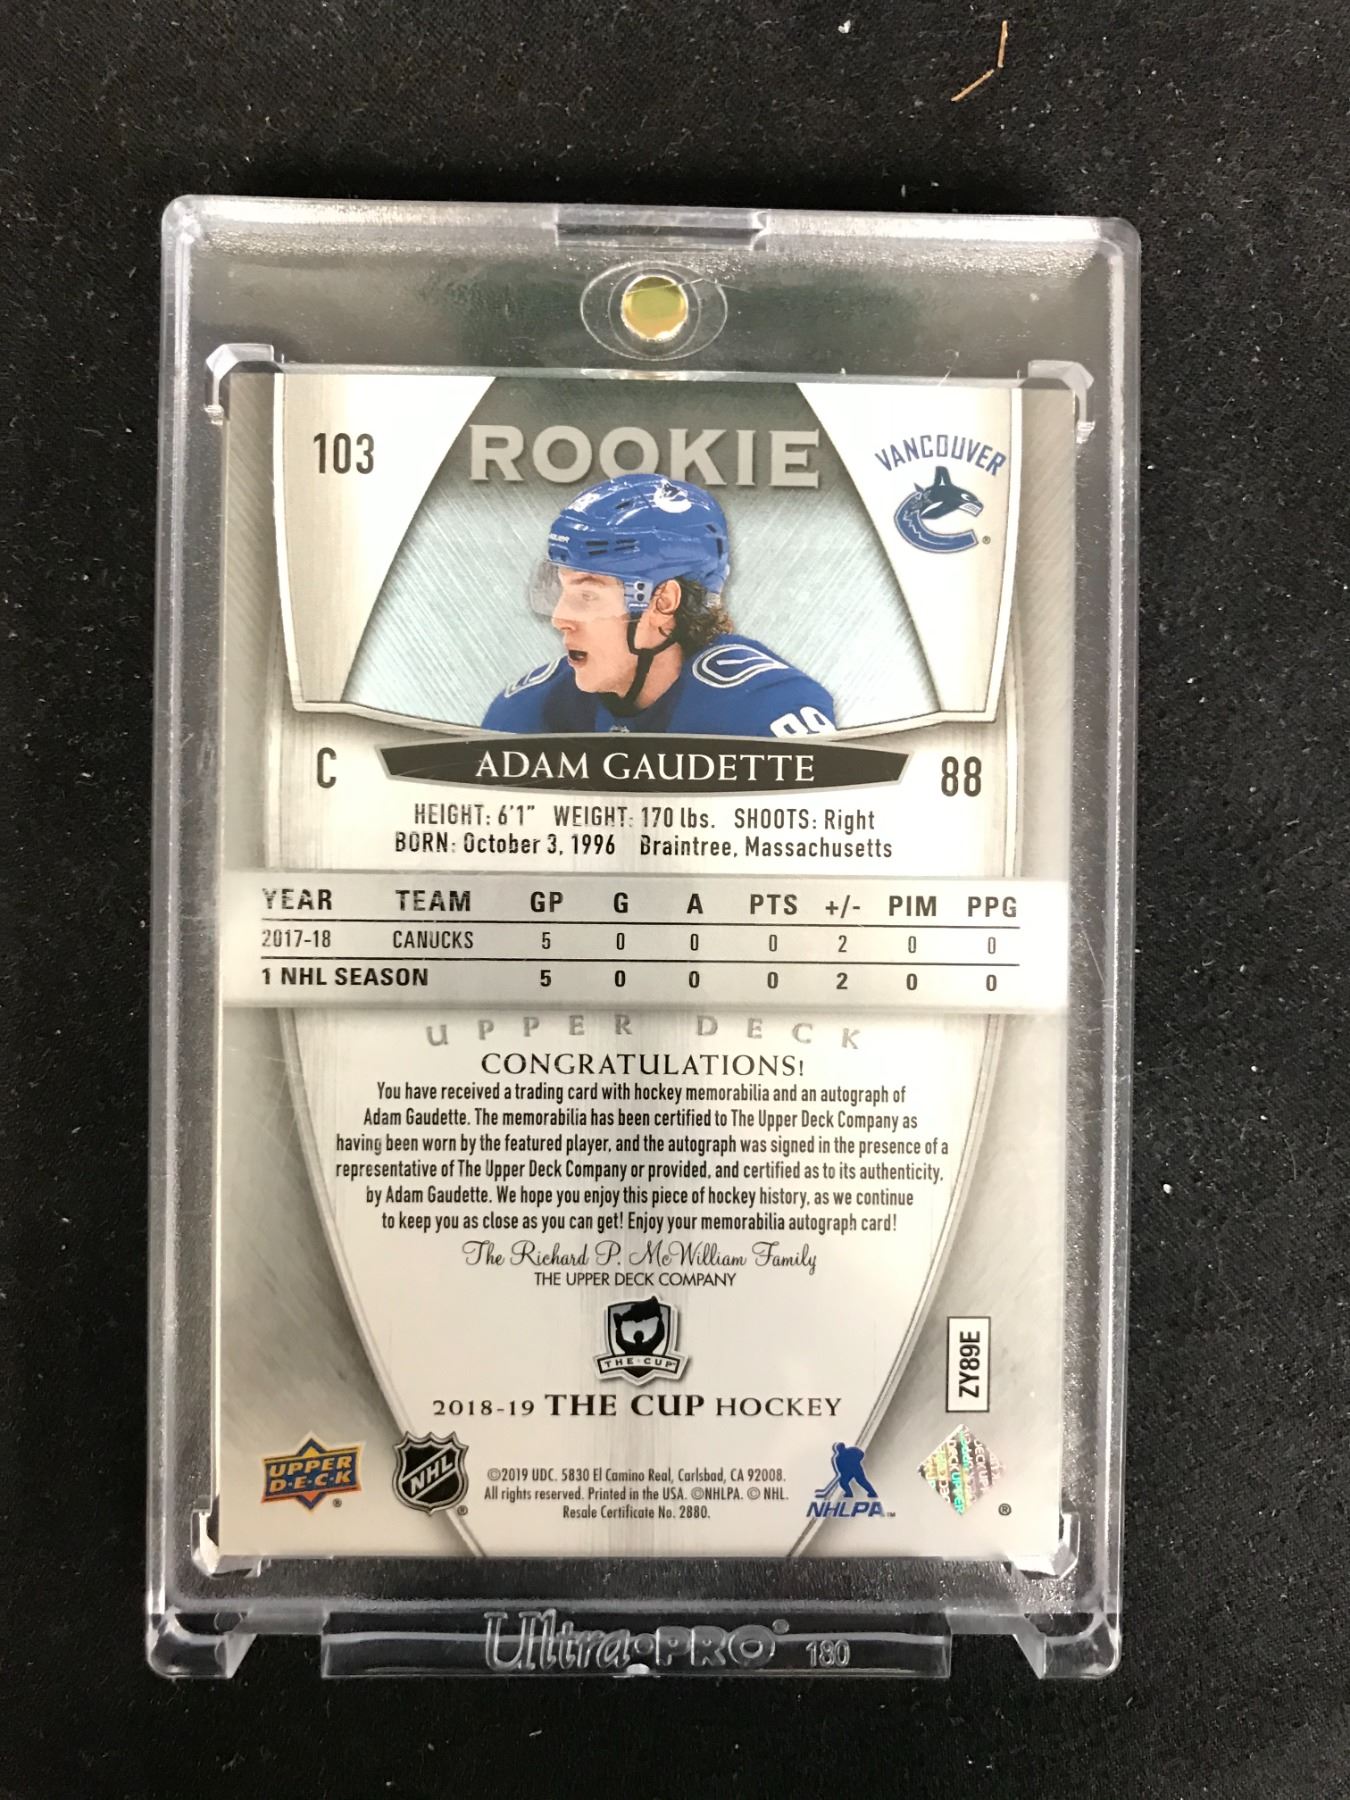 103
ROOKIE
VANCOUVER
C
ADAM GAUDETTE
88
HEIGHT: 6'1" WEIGHT: 170 lbs. SHOOTS: Right
BORN: October 3, 1996 Braintree, Massachusetts
YEAR TEAM GP G A PTS +/- PIM PPG
2017-18 CANUCKS 5 0 0 0 2 0 0
1 NHL SEASON 5 0 0 0 2 0 0
UPPER DECK
CONGRATULATIONS!
You have received a trading card with hockey memorabilia and an autograph of
Adam Gaudette. The memorabilia has been certified to The Upper Deck Company as
having been worn by the featured player, and the autograph was signed in the presence of a
representative of The Upper Deck Company or provided, and certified as to its authenticity,
by Adam Gaudette. We hope you enjoy this piece of hockey history, as we continue
to keep you as close as you can get! Enjoy your memorabilia autograph card!
The Richard P. McWilliam Family
THE UPPER DECK COMPANY
THE CUP
2018-19 THE CUP HOCKEY
ZY89E
UPPER
D·E·C·K
®
NHL
®
©2019 UDC. 5830 El Camino Real, Carlsbad, CA 92008.
All rights reserved. Printed in the USA. ©NHLPA. © NHL.
Resale Certificate No. 2880.
NHLPA™
®
Ultra·PRO® 180